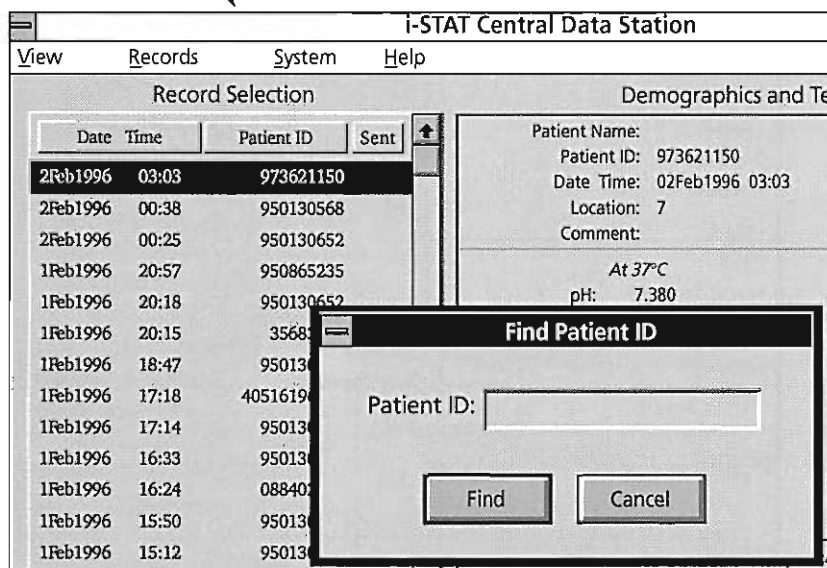 i-STAT Central Data Station
View Records System Help
Record Selection
Date Time Patient ID Sent
2Feb1996 03:03 973621150
2Feb1996 00:38 950130568
2Feb1996 00:25 950130652
1Feb1996 20:57 950865235
1Feb1996 20:18 950130652
1Feb1996 20:15
1Feb1996 18:47
1Feb1996 17:18
1Feb1996 17:14
1Feb1996 16:33
1Feb1996 16:24
1Feb1996 15:50
1Feb1996 15:12
Demographics and
Patient Name:
Patient ID: 973621150
Date Time: 02Feb1996 03:03
Location: 7
Comment:
At 37°C
pH: 7.380
Find Patient ID
Patient ID:
Find Cancel